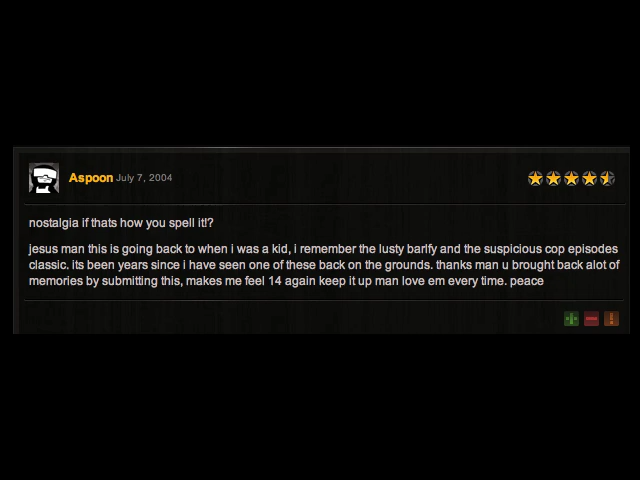 Aspoon July 7, 2004
nostalgia if thats how you spell it!?
jesus man this is going back to when i was a kid, i remember the lusty barlfy and the suspicious cop episodes
classic. its been years since i have seen one of these back on the grounds. thanks man u brought back alot of
memories by submitting this, makes me feel 14 again keep it up man love em every time. peace